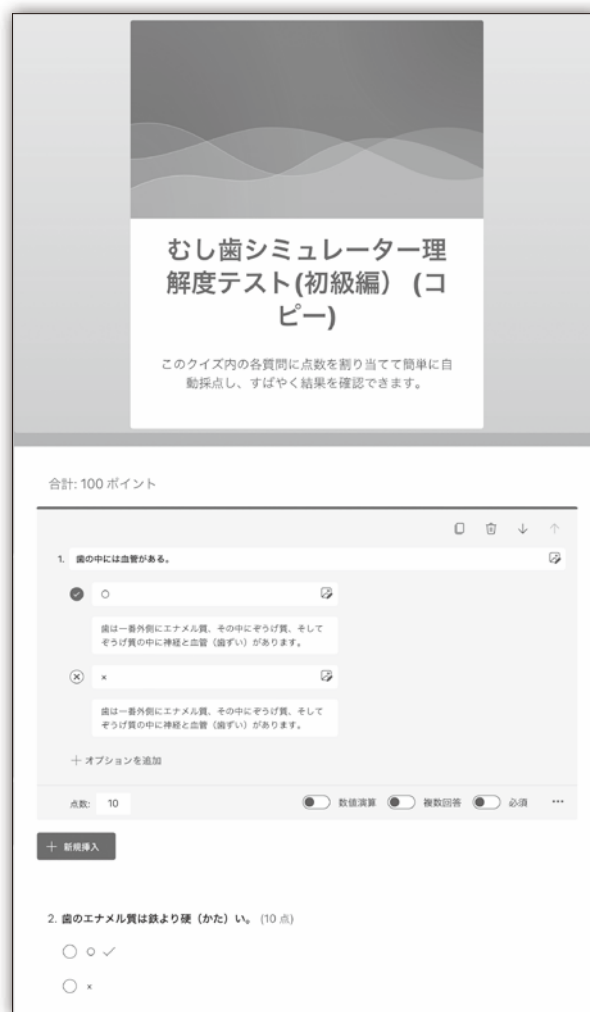 むし歯シミュレーター理
解度テスト(初級編） (コ
ピー)
このクイズ内の各質問に点数を割り当てて簡単に自
動採点し、すばやく結果を確認できます。
合計: 100 ポイント
1. 歯の中には血管がある。
○
歯は一番外側にエナメル質、その中にぞうげ質、そして
ぞうげ質の中に神経と血管（歯ずい）があります。
×
歯は一番外側にエナメル質、その中にぞうげ質、そして
ぞうげ質の中に神経と血管（歯ずい）があります。
＋ オプションを追加
点数: 10 数値演算 複数回答 必須 …
＋ 新規挿入
2. 歯のエナメル質は鉄より硬（かた）い。 (10 点)
○ ✓
×